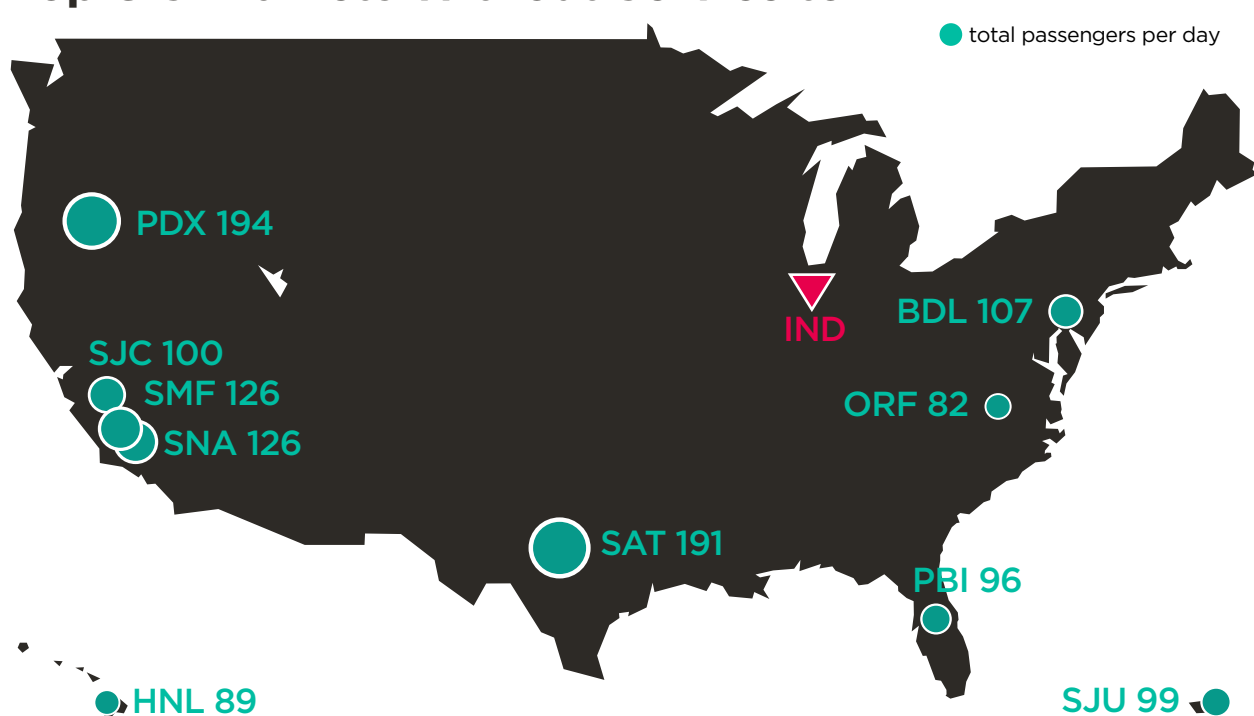 total passengers per day
PDX 194
IND
BDL 107
SJC 100
SMF 126
ORF 82
SNA 126
SAT 191
PBI 96
HNL 89
SJU 99